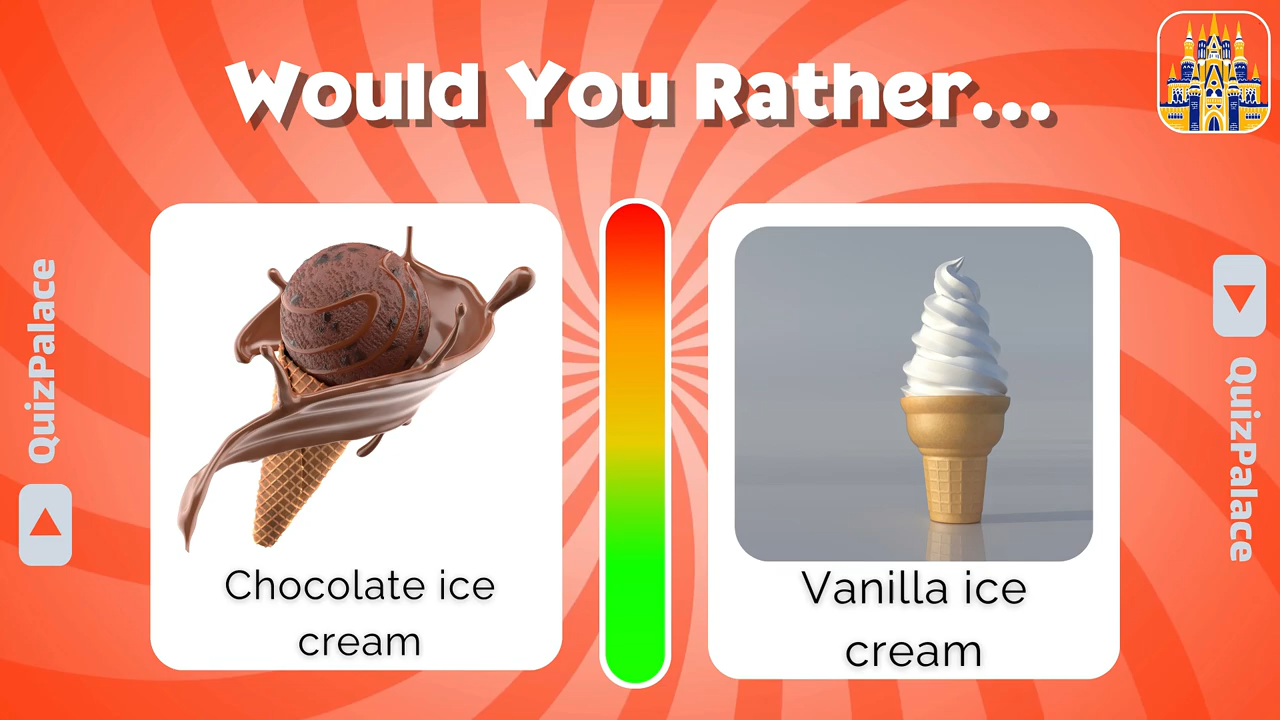 Would You Rather...
QuizPalace
Chocolate ice
cream
Vanilla ice
cream
QuizPalace